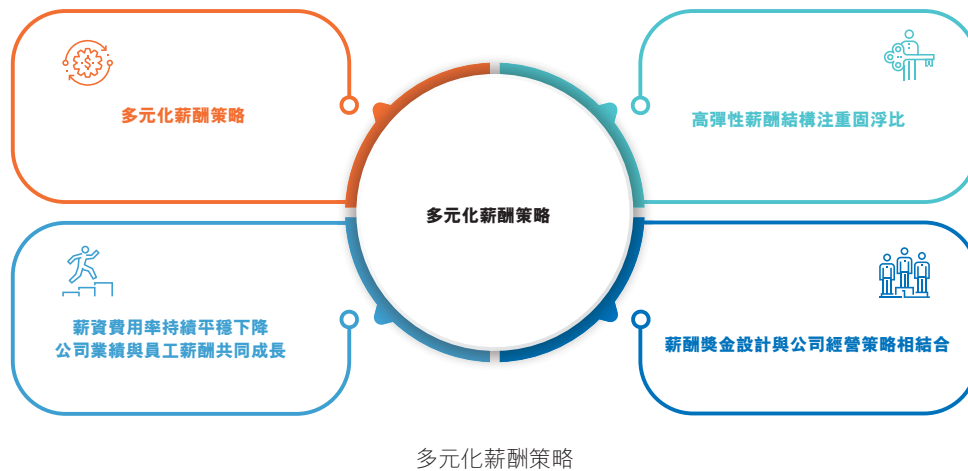 多元化薪酬策略
高彈性薪酬結構注重固浮比
多元化薪酬策略
薪資費用率持續平穩下降
公司業績與員工薪酬共同成長
薪酬獎金設計與公司經營策略相結合
多元化薪酬策略